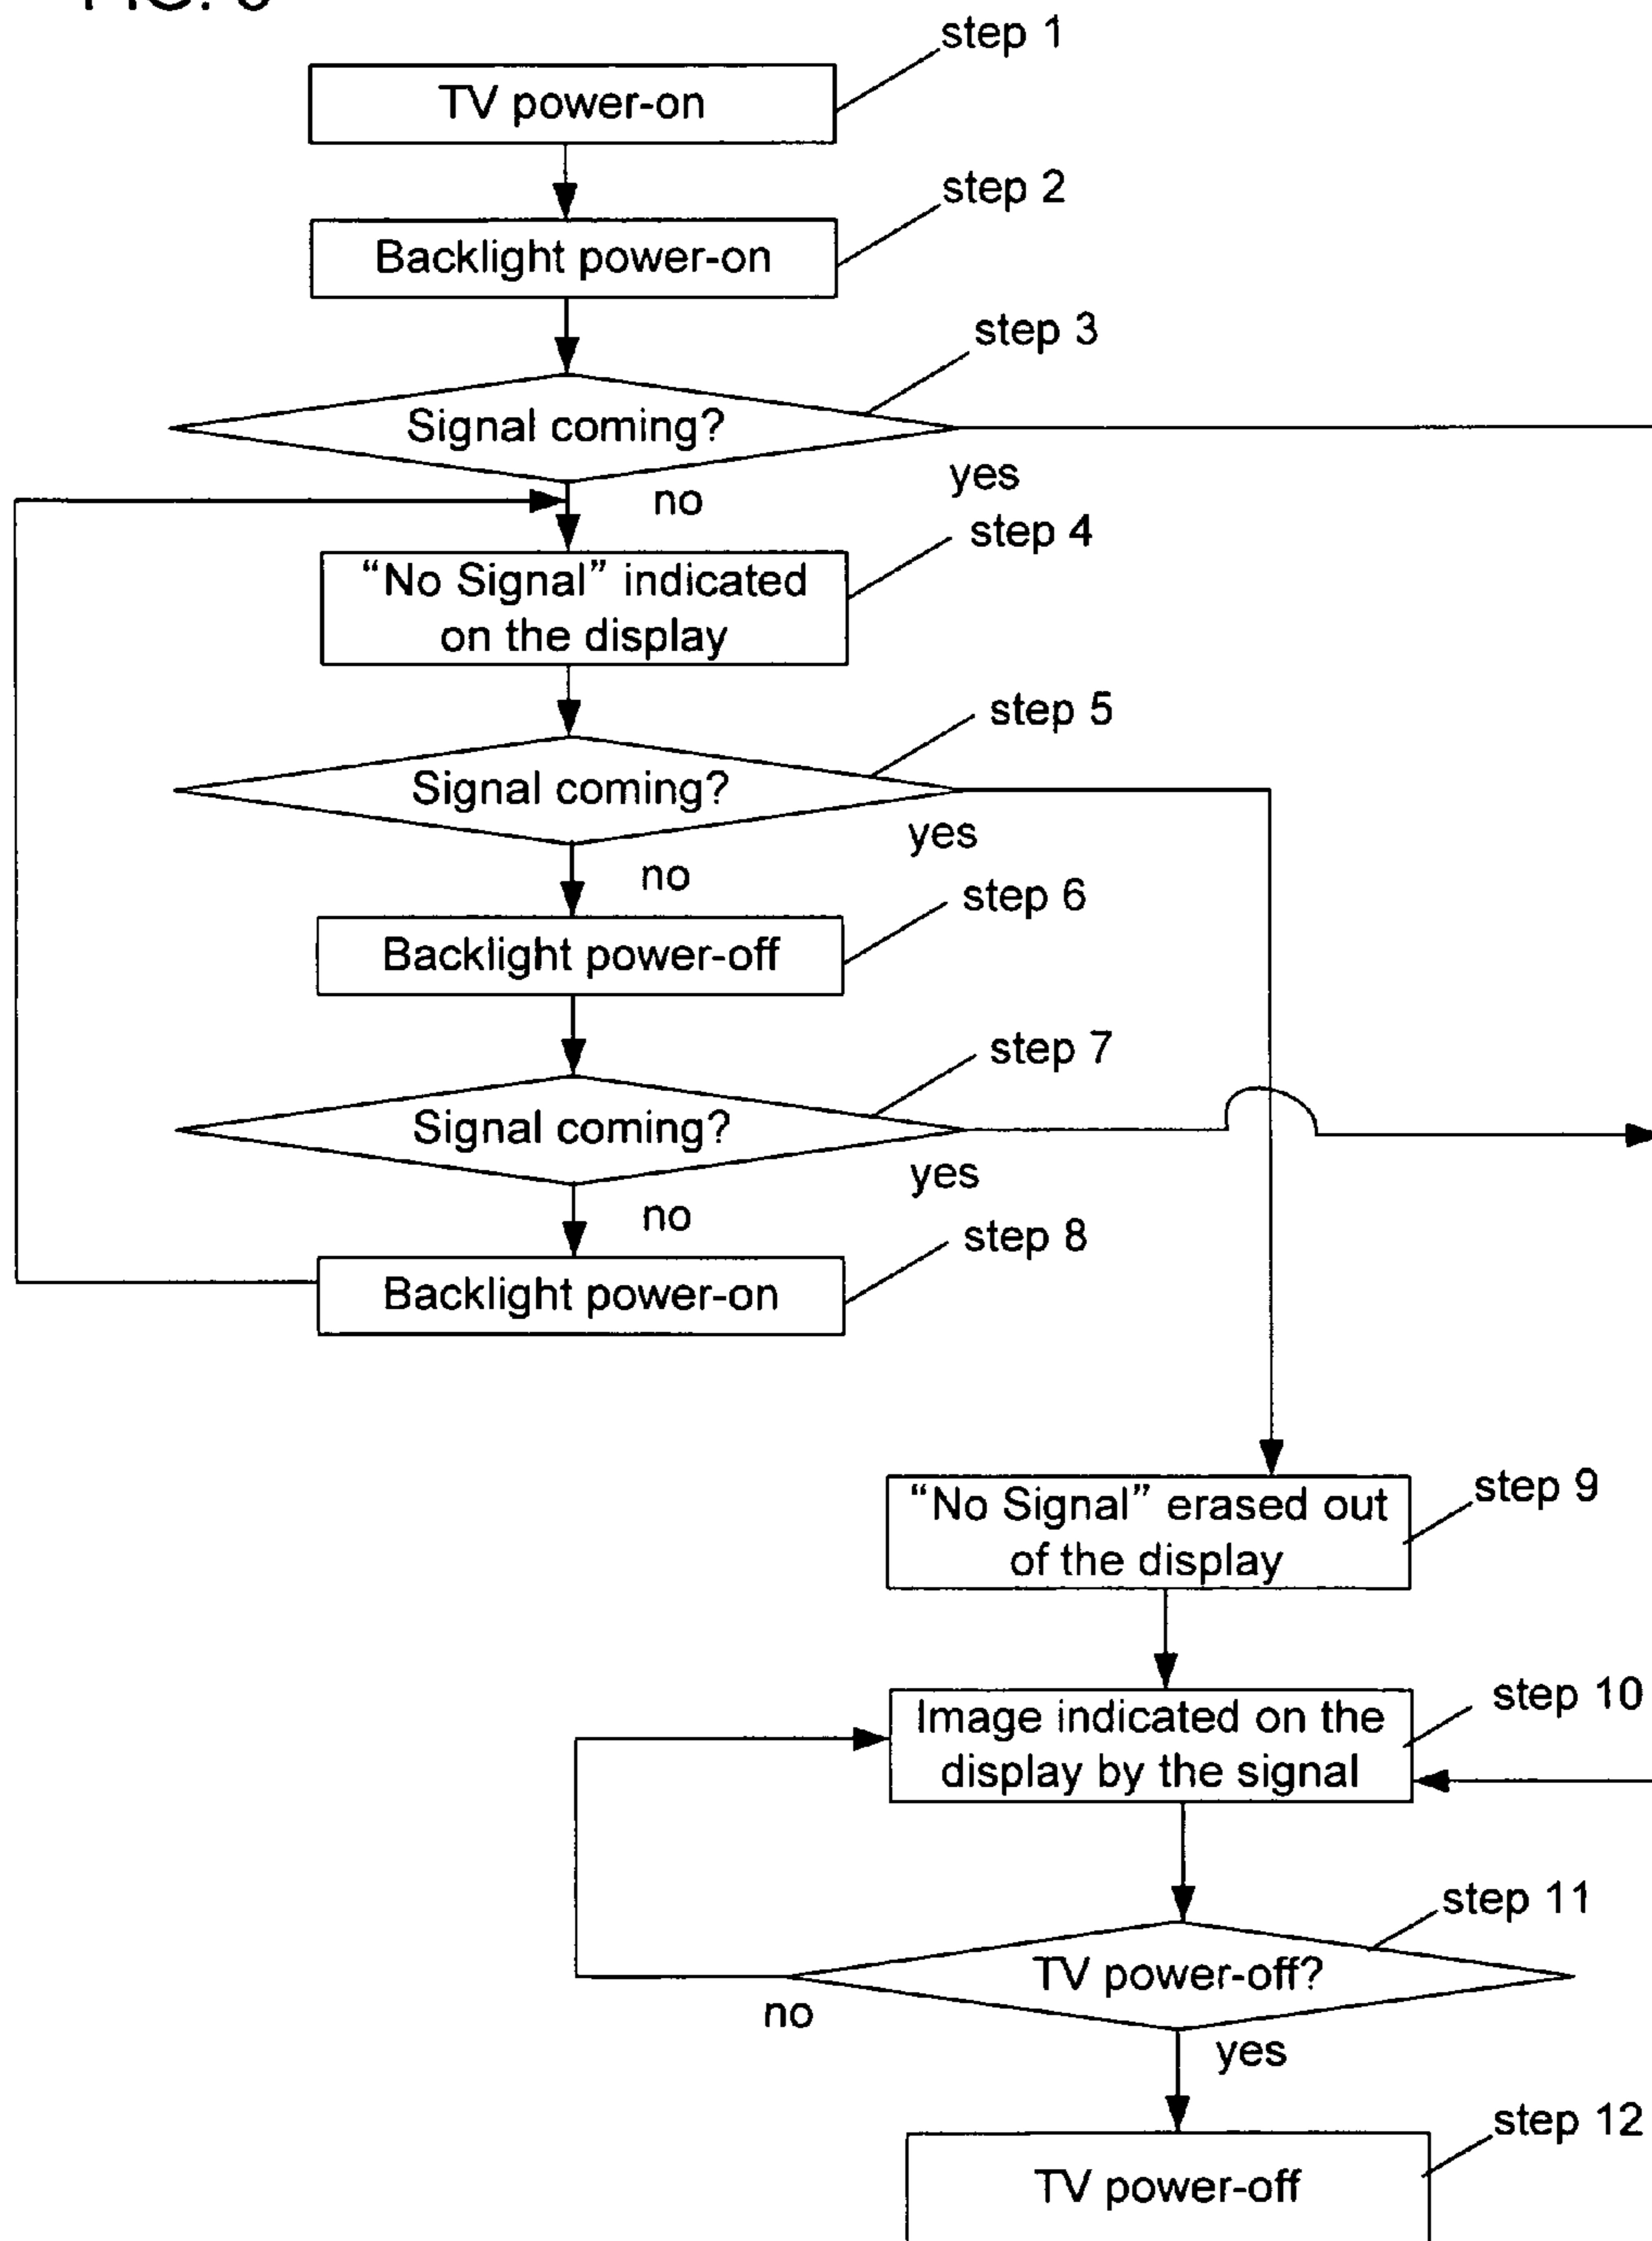 step 1
TV power-on
step 2
Backlight power-on
step 3
Signal coming?
yes
no
step 4
“No Signal” indicated
on the display
step 5
Signal coming?
yes
no
step 6
Backlight power-off
step 7
Signal coming?
yes
no
step 8
Backlight power-on
step 9
“No Signal” erased out
of the display
step 10
Image indicated on the
display by the signal
step 11
TV power-off?
no
yes
step 12
TV power-off